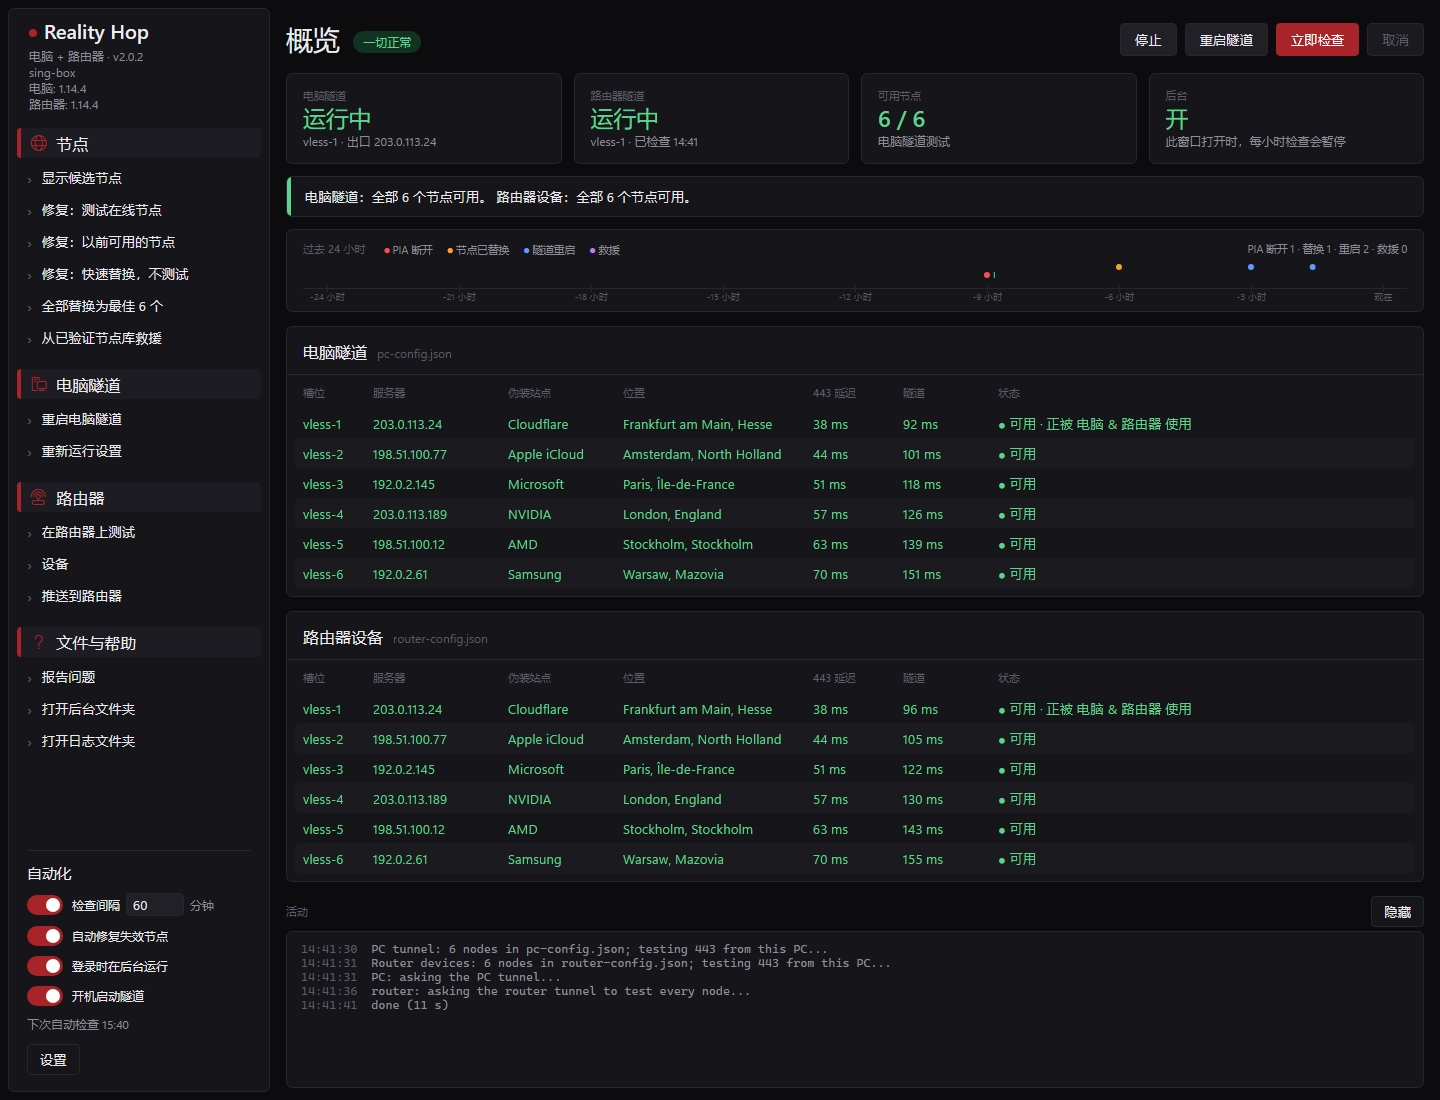 Reality Hop
电脑 + 路由器 · v2.0.2
sing-box
电脑: 1.14.4
路由器: 1.14.4
节点
显示候选节点
修复：测试在线节点
修复：以前可用的节点
修复：快速替换，不测试
全部替换为最佳 6 个
从已验证节点库救援
电脑隧道
重启电脑隧道
重新运行设置
路由器
在路由器上测试
设备
推送到路由器
文件与帮助
报告问题
打开后台文件夹
打开日志文件夹
自动化
检查间隔 60 分钟
自动修复失效节点
登录时在后台运行
开机启动隧道
下次自动检查 15:40
设置
概览 一切正常
停止 重启隧道 立即检查 取消
电脑隧道
运行中
vless-1 · 出口 203.0.113.24
路由器隧道
运行中
vless-1 · 已检查 14:41
可用节点
6 / 6
电脑隧道测试
后台
开
此窗口打开时，每小时检查会暂停
电脑隧道：全部 6 个节点可用。 路由器设备：全部 6 个节点可用。
过去 24 小时 PIA 断开 节点已替换 隧道重启 救援 PIA 断开 1 · 替换 1 · 重启 2 · 救援 0
-24 小时 -21 小时 -18 小时 -15 小时 -12 小时 -9 小时 -6 小时 -3 小时 现在
电脑隧道 pc-config.json
槽位 服务器 伪装站点 位置 443 延迟 隧道 状态
vless-1 203.0.113.24 Cloudflare Frankfurt am Main, Hesse 38 ms 92 ms 可用 · 正被 电脑 & 路由器 使用
vless-2 198.51.100.77 Apple iCloud Amsterdam, North Holland 44 ms 101 ms 可用
vless-3 192.0.2.145 Microsoft Paris, Île-de-France 51 ms 118 ms 可用
vless-4 203.0.113.189 NVIDIA London, England 57 ms 126 ms 可用
vless-5 198.51.100.12 AMD Stockholm, Stockholm 63 ms 139 ms 可用
vless-6 192.0.2.61 Samsung Warsaw, Mazovia 70 ms 151 ms 可用
路由器设备 router-config.json
槽位 服务器 伪装站点 位置 443 延迟 隧道 状态
vless-1 203.0.113.24 Cloudflare Frankfurt am Main, Hesse 38 ms 96 ms 可用 · 正被 电脑 & 路由器 使用
vless-2 198.51.100.77 Apple iCloud Amsterdam, North Holland 44 ms 105 ms 可用
vless-3 192.0.2.145 Microsoft Paris, Île-de-France 51 ms 122 ms 可用
vless-4 203.0.113.189 NVIDIA London, England 57 ms 130 ms 可用
vless-5 198.51.100.12 AMD Stockholm, Stockholm 63 ms 143 ms 可用
vless-6 192.0.2.61 Samsung Warsaw, Mazovia 70 ms 155 ms 可用
活动 隐藏
14:41:30 PC tunnel: 6 nodes in pc-config.json; testing 443 from this PC...
14:41:31 Router devices: 6 nodes in router-config.json; testing 443 from this PC...
14:41:31 PC: asking the PC tunnel...
14:41:36 router: asking the router tunnel to test every node...
14:41:41 done (11 s)